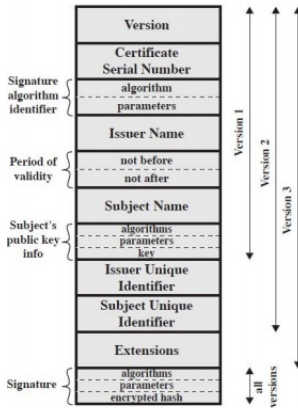 Version
Certificate
Serial Number
Signature
algorithm
identifier
algorithm
parameters
Issuer Name
Period of
validity
not before
not after
Subject Name
Subject's
public key
info
algorithms
parameters
key
Issuer Unique
Identifier
Subject Unique
Identifier
Extensions
Signature
algorithms
parameters
encrypted hash
Version 1
Version 2
Version 3
all
versions